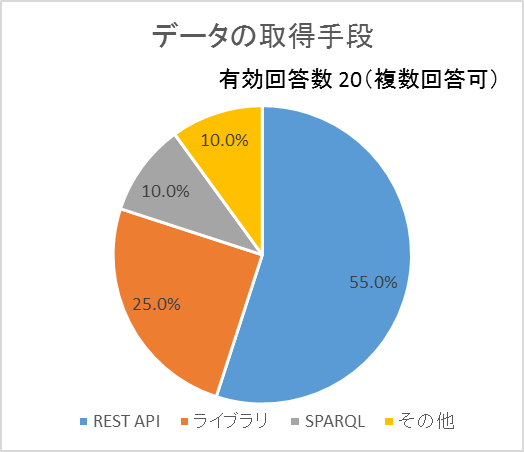 データの取得手段
有効回答数 20(複数回答可)
10.0%
10.0%
55.0%
25.0%
REST API ライブラリ SPARQL その他